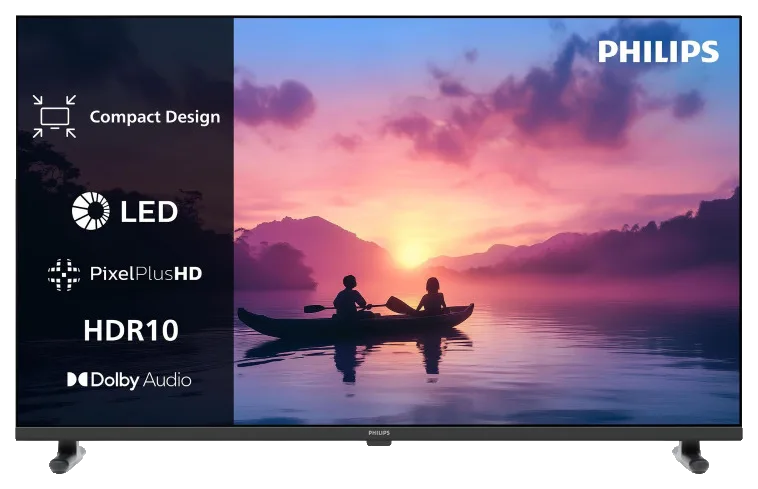 PHILIPS
Compact Design
LED
PixelPlusHD
HDR10
Dolby Audio
PHILIPS